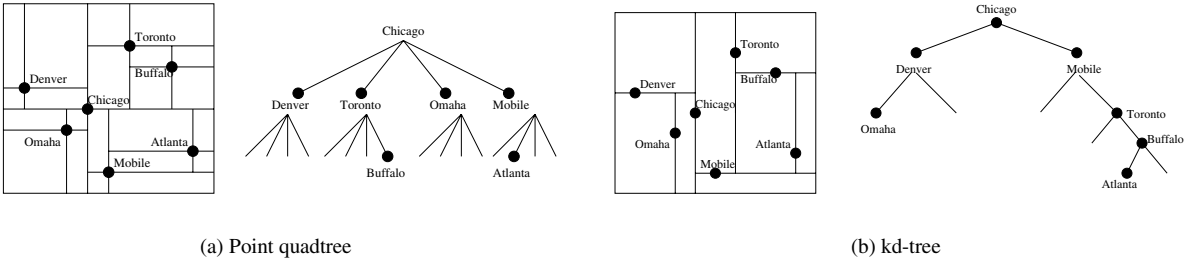 Toronto
Buffalo
Denver
Chicago
Omaha
Atlanta
Mobile
Chicago
Denver
Toronto
Omaha
Mobile
Buffalo
Atlanta
(a) Point quadtree
Toronto
Buffalo
Denver
Chicago
Omaha
Atlanta
Mobile
Chicago
Denver
Mobile
Omaha
Toronto
Buffalo
Atlanta
(b) kd-tree